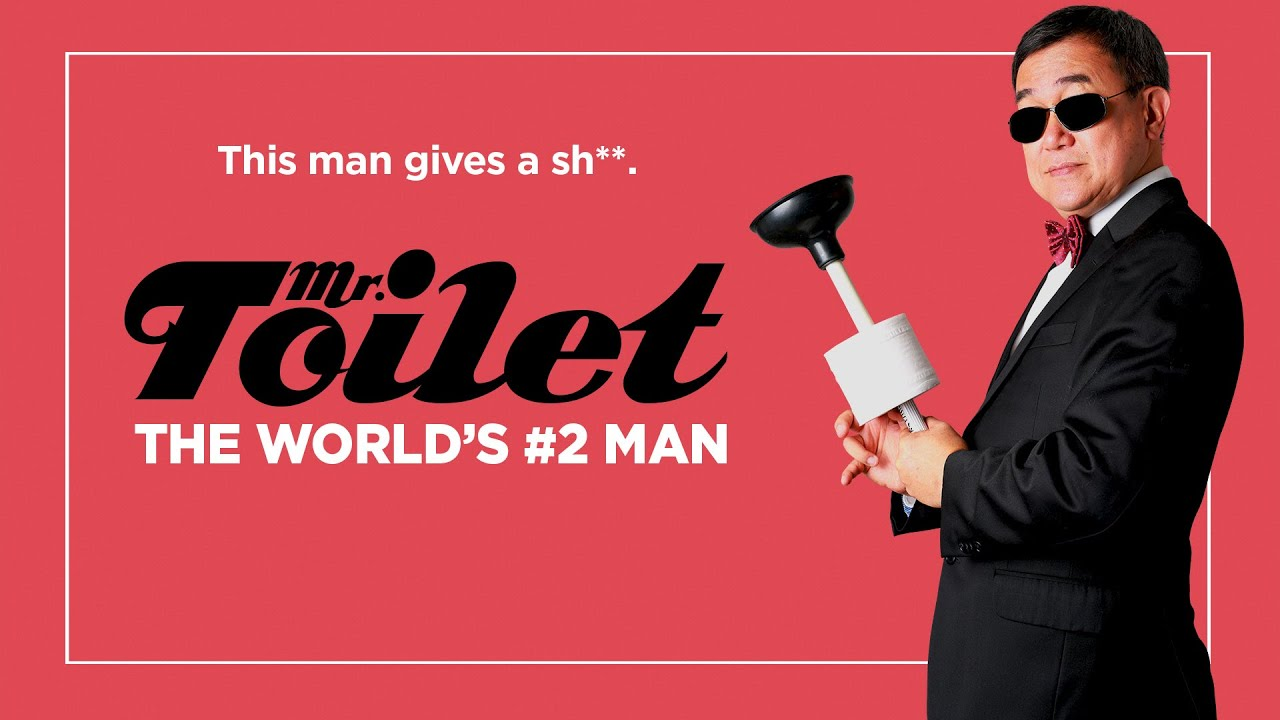 This man gives a sh**.
Mr.
Toilet
THE WORLD'S #2 MAN